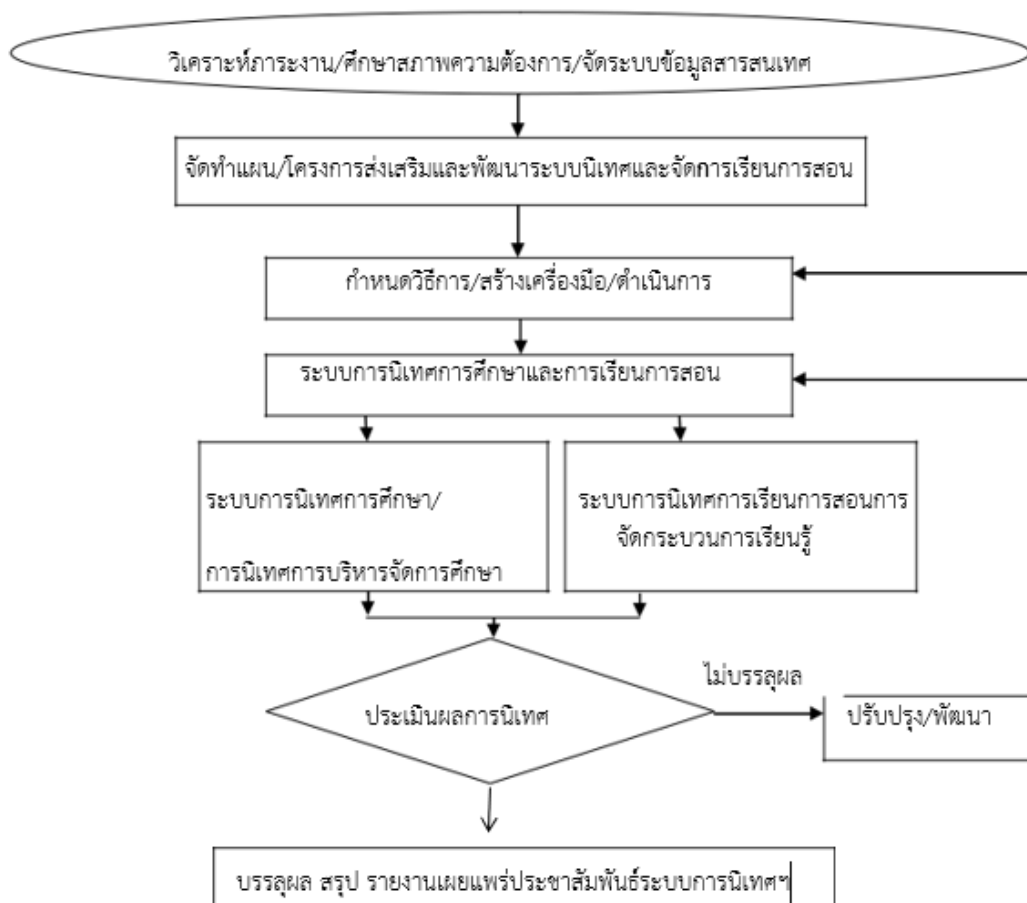 วิเคราะห์ภาระงาน/ศึกษาสภาพความต้องการ/จัดระบบข้อมูลสารสนเทศ
จัดทำแผน/โครงการส่งเสริมและพัฒนาระบบนิเทศและจัดการเรียนการสอน
กำหนดวิธีการ/สร้างเครื่องมือ/ดำเนินการ
ระบบการนิเทศการศึกษาและการเรียนการสอน
ระบบการนิเทศการศึกษา/
การนิเทศการบริหารจัดการศึกษา
ระบบการนิเทศการเรียนการสอนการ
จัดกระบวนการเรียนรู้
ประเมินผลการนิเทศ
ไม่บรรลุผล
ปรับปรุง/พัฒนา
บรรลุผล สรุป รายงานเผยแพร่ประชาสัมพันธ์ระบบการนิเทศฯ